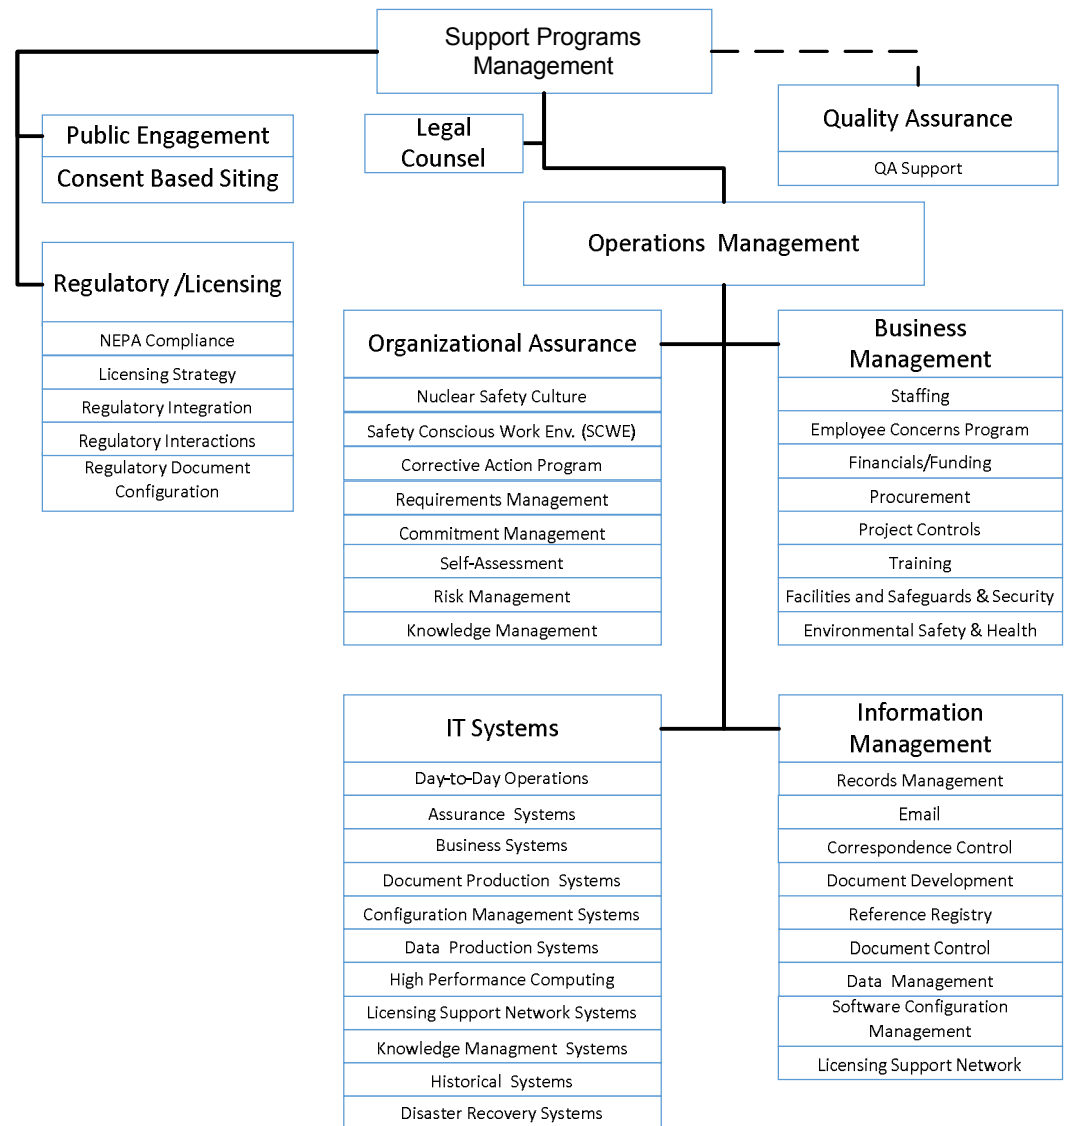 Support Programs
Management
Quality Assurance
QA Support
Legal
Counsel
Public Engagement
Consent Based Siting
Operations Management
Regulatory /Licensing
NEPA Compliance
Licensing Strategy
Regulatory Integration
Regulatory Interactions
Regulatory Document
Configuration
Organizational Assurance
Nuclear Safety Culture
Safety Conscious Work Env. (SCWE)
Corrective Action Program
Requirements Management
Commitment Management
Self-Assessment
Risk Management
Knowledge Management
Business
Management
Staffing
Employee Concerns Program
Financials/Funding
Procurement
Project Controls
Training
Facilities and Safeguards & Security
Environmental Safety & Health
IT Systems
Day-to-Day Operations
Assurance Systems
Business Systems
Document Production Systems
Configuration Management Systems
Data Production Systems
High Performance Computing
Licensing Support Network Systems
Knowledge Managment Systems
Historical Systems
Disaster Recovery Systems
Information
Management
Records Management
Email
Correspondence Control
Document Development
Reference Registry
Document Control
Data Management
Software Configuration
Management
Licensing Support Network